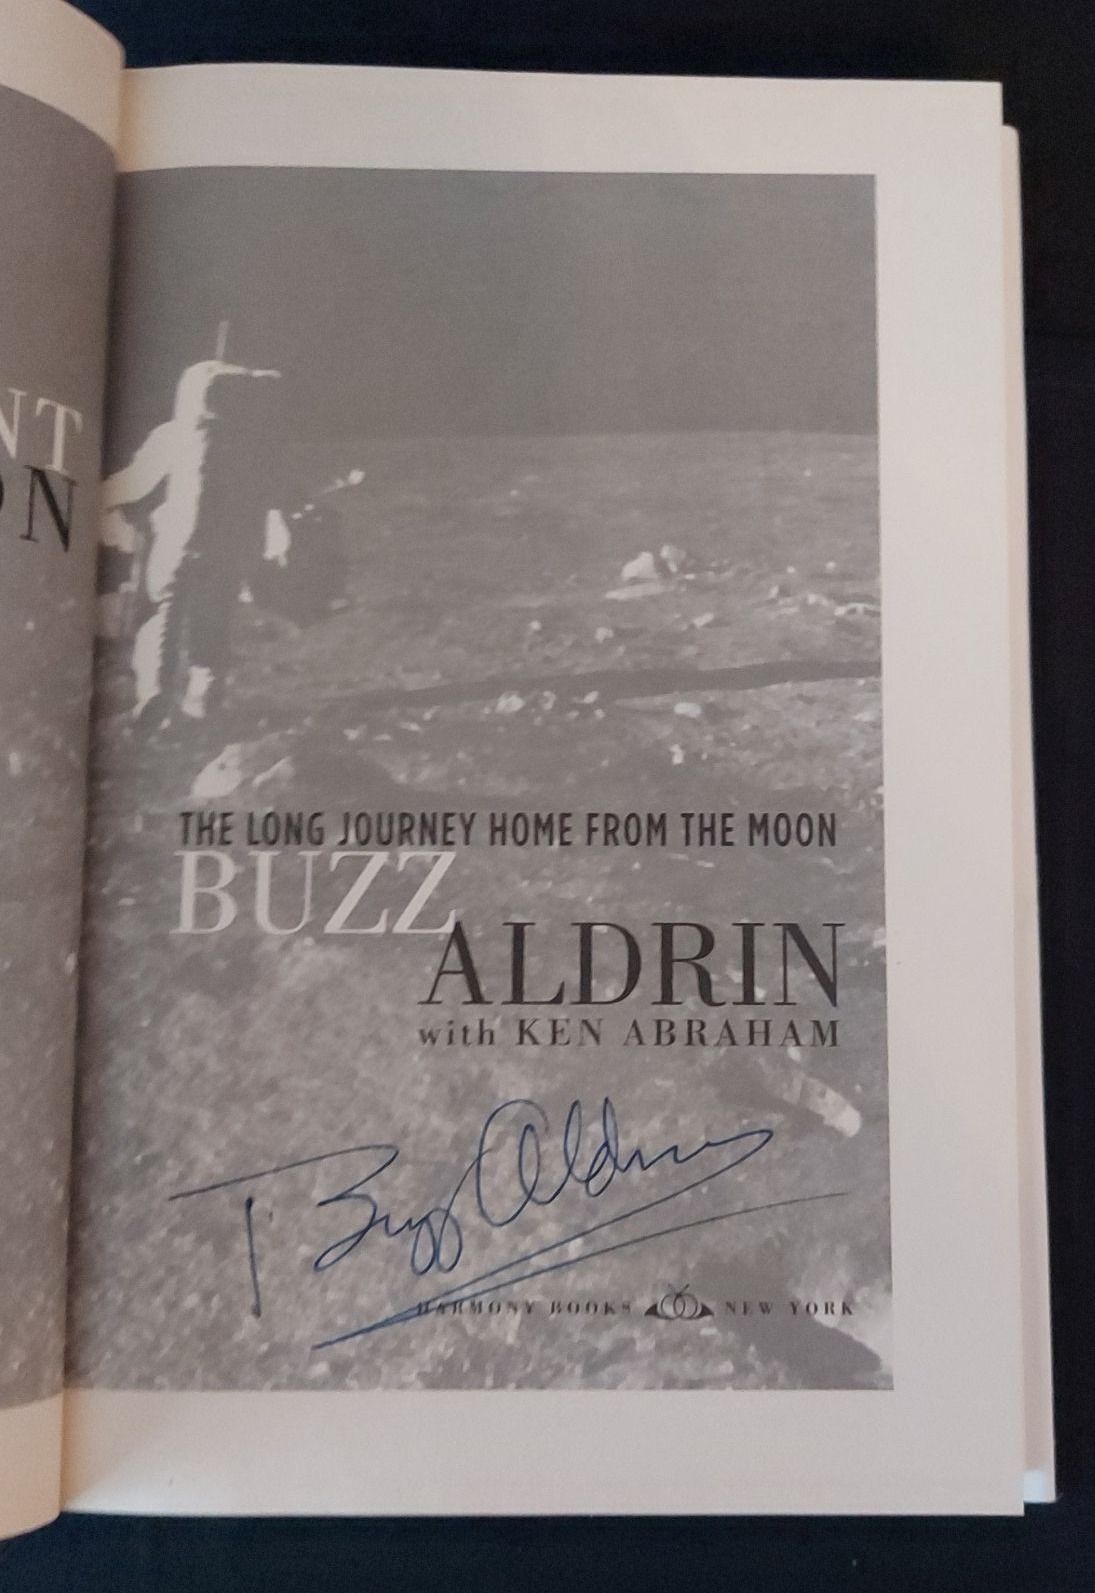 NT
ON
THE LONG JOURNEY HOME FROM THE MOON
BUZZ
ALDRIN
with KEN ABRAHAM
Buzz Aldrin
HARMONY BOOKS NEW YORK